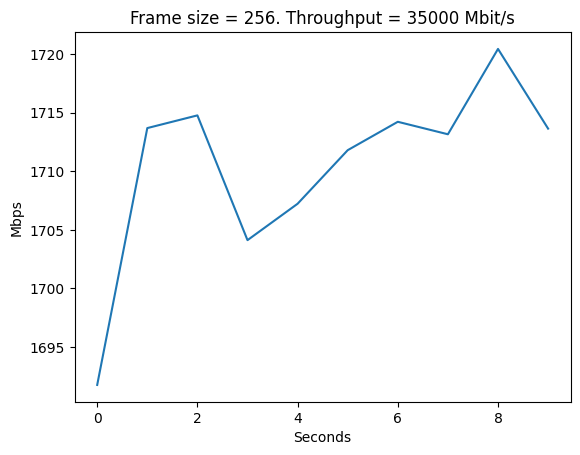 Frame size = 256. Throughput = 35000 Mbit/s
1720
1715
1710
1705
1700
1695
Mbps
0 2 4 6 8
Seconds